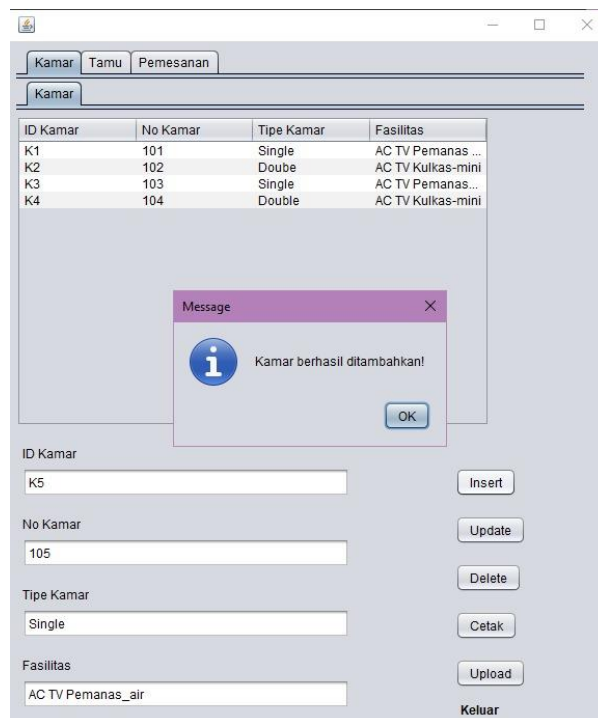 Kamar Tamu Pemesanan
Kamar
ID Kamar No Kamar Tipe Kamar Fasilitas
K1 101 Single AC TV Pemanas ...
K2 102 Doube AC TV Kulkas-mini
K3 103 Single AC TV Pemanas...
K4 104 Double AC TV Kulkas-mini
Message
Kamar berhasil ditambahkan!
OK
ID Kamar
K5
Insert
No Kamar
Update
105
Delete
Tipe Kamar
Single
Cetak
Fasilitas
Upload
AC TV Pemanas_air
Keluar